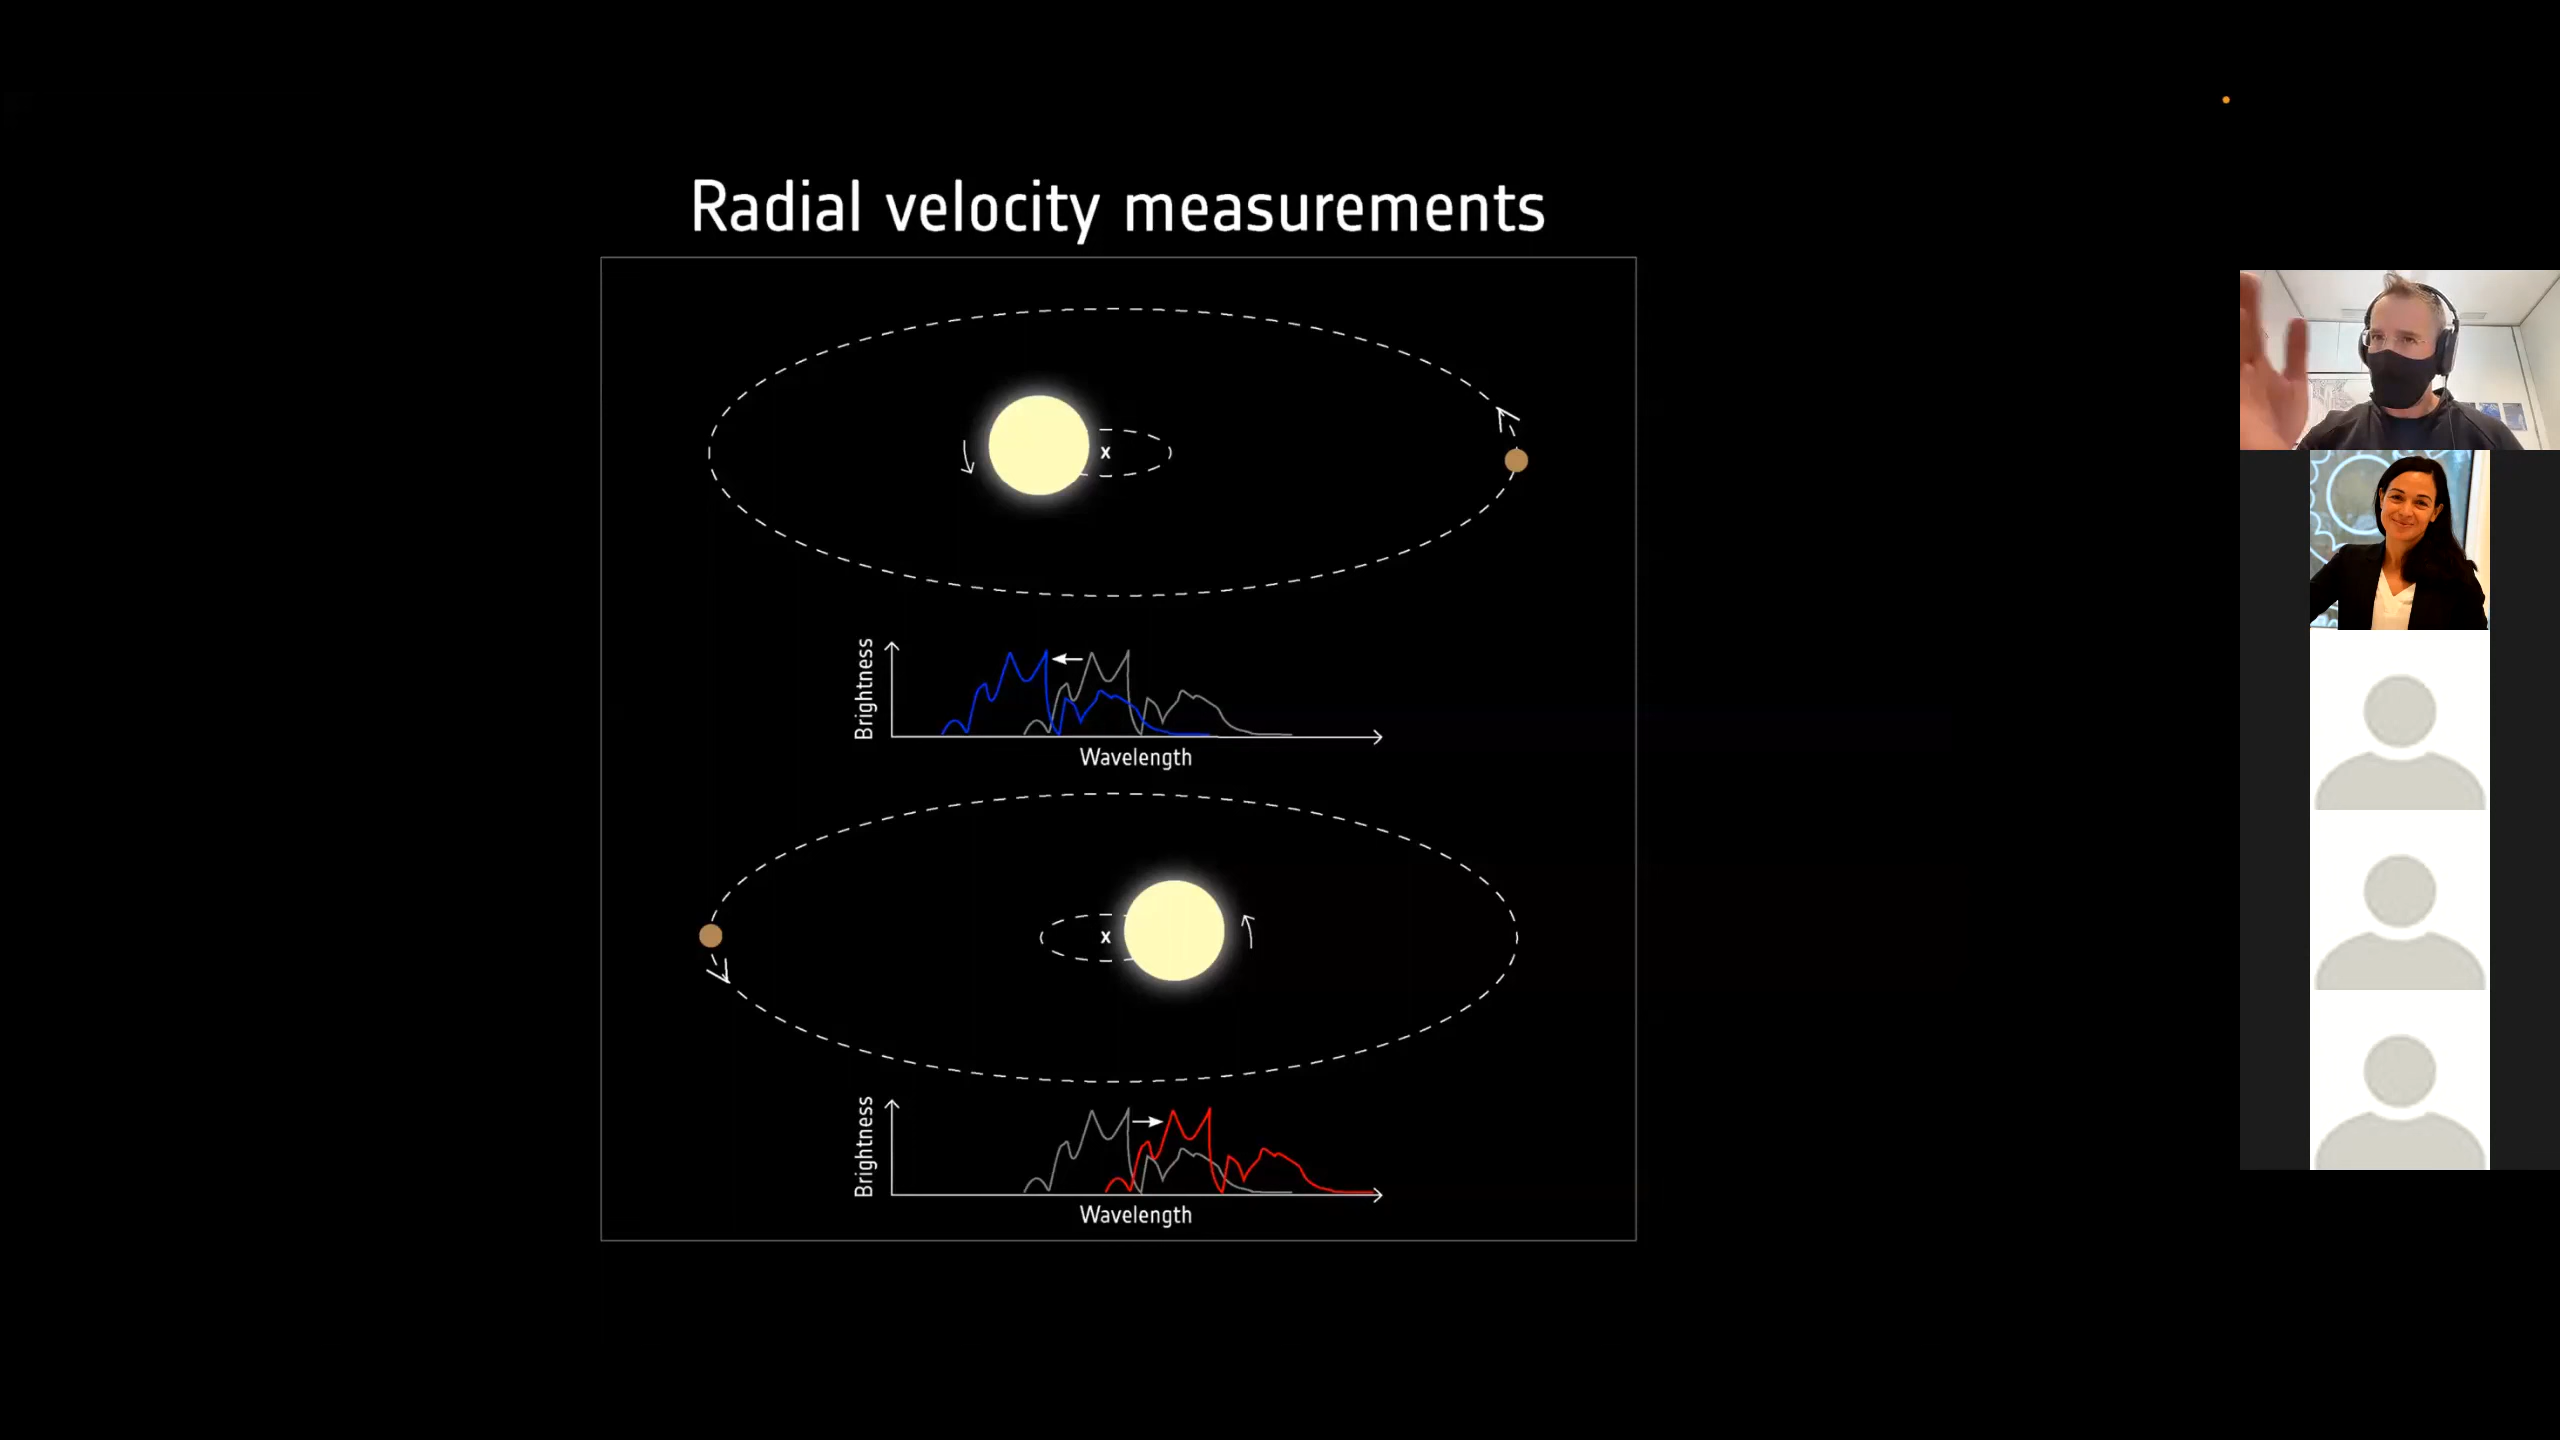 Radial velocity measurements
x
Brightness
Wavelength
x
Brightness
Wavelength